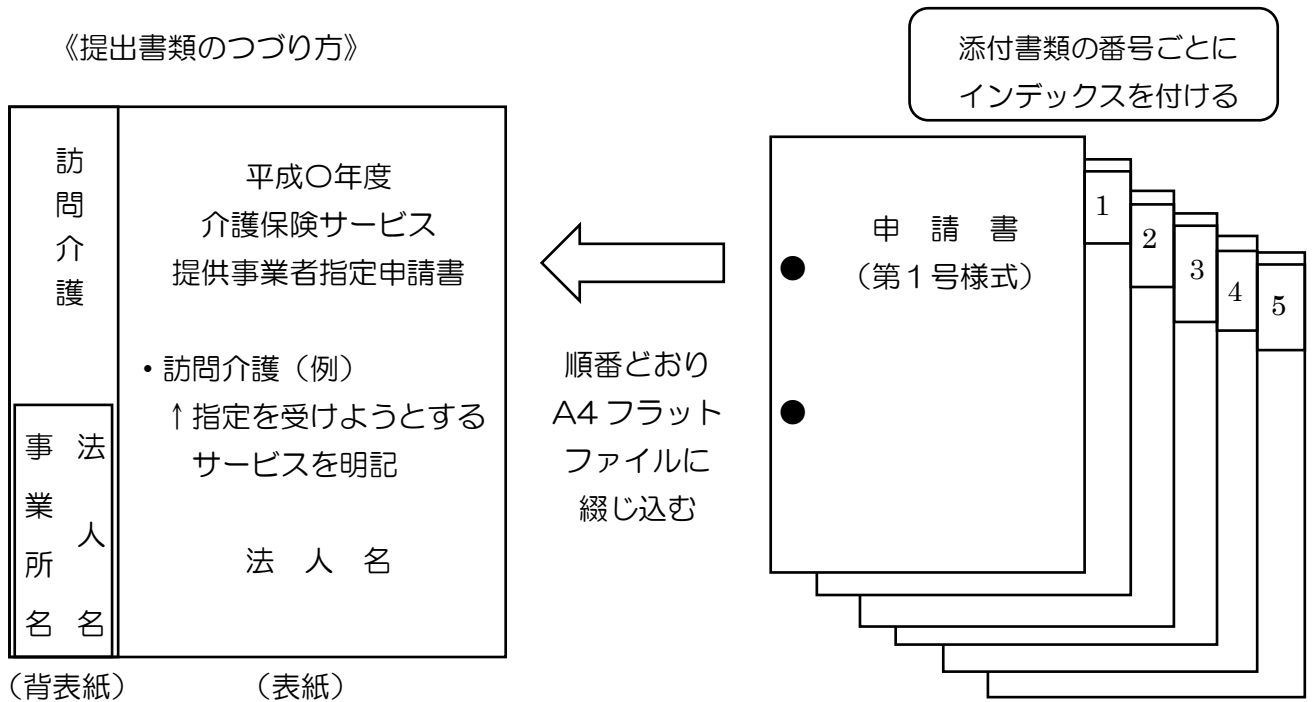 《提出書類のつづり方》
添付書類の番号ごとに
インデックスを付ける
訪問介護
法人名
事業所名
平成〇年度
介護保険サービス
提供事業者指定申請書
・訪問介護（例）
↑指定を受けようとする
サービスを明記
法　人　名
（背表紙）
（表紙）
順番どおり
A4 フラット
ファイルに
綴じ込む
申　請　書
（第１号様式）
1
2
3
4
5